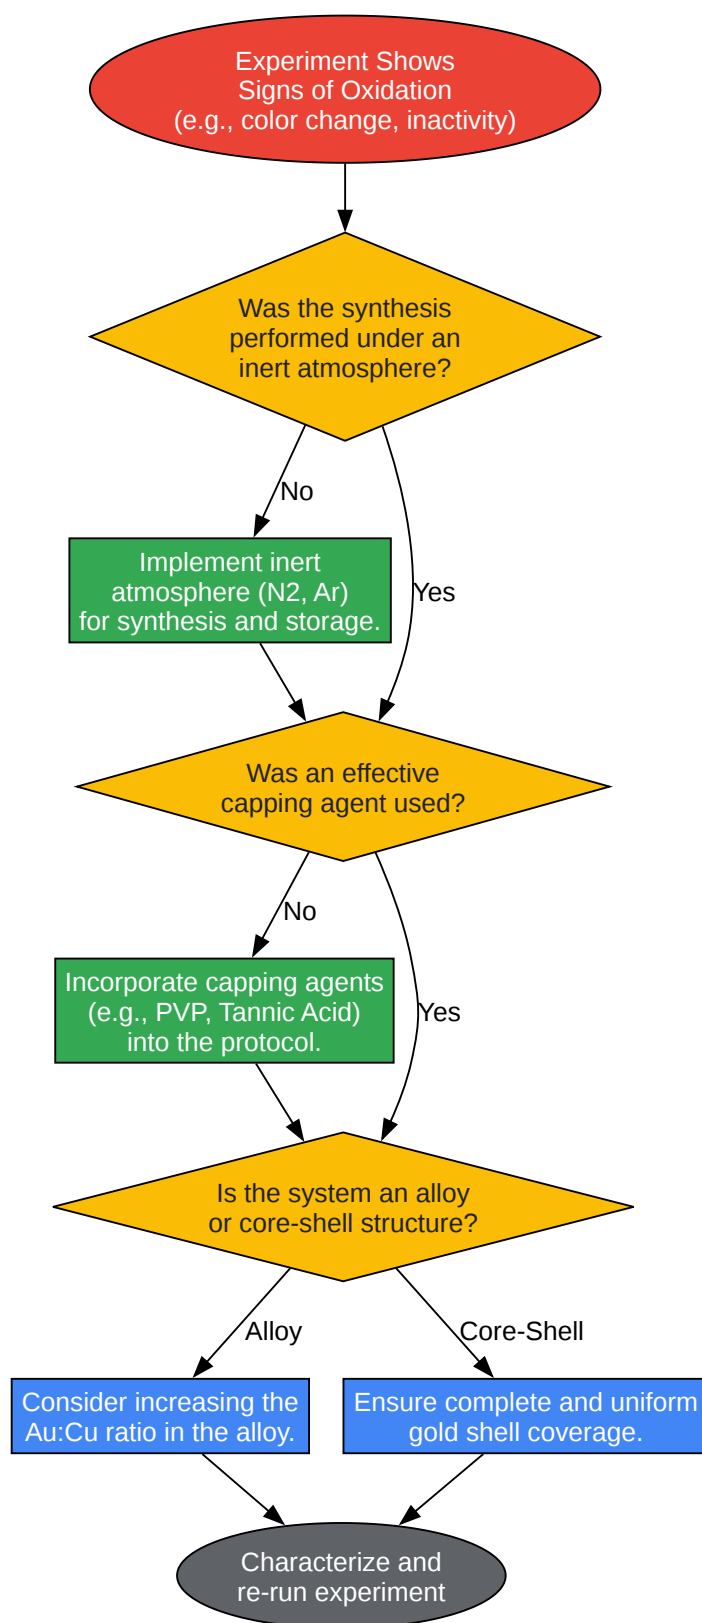 Experiment Shows
Signs of Oxidation
(e.g., color change, inactivity)
Was the synthesis
performed under an
inert atmosphere?
No
Implement inert
atmosphere (N2, Ar)
for synthesis and storage.
Yes
Was an effective
capping agent used?
No
Incorporate capping agents
(e.g., PVP, Tannic Acid)
into the protocol.
Yes
Is the system an alloy
or core-shell structure?
Alloy
Core-Shell
Consider increasing the
Au:Cu ratio in the alloy.
Ensure complete and uniform
gold shell coverage.
Characterize and
re-run experiment